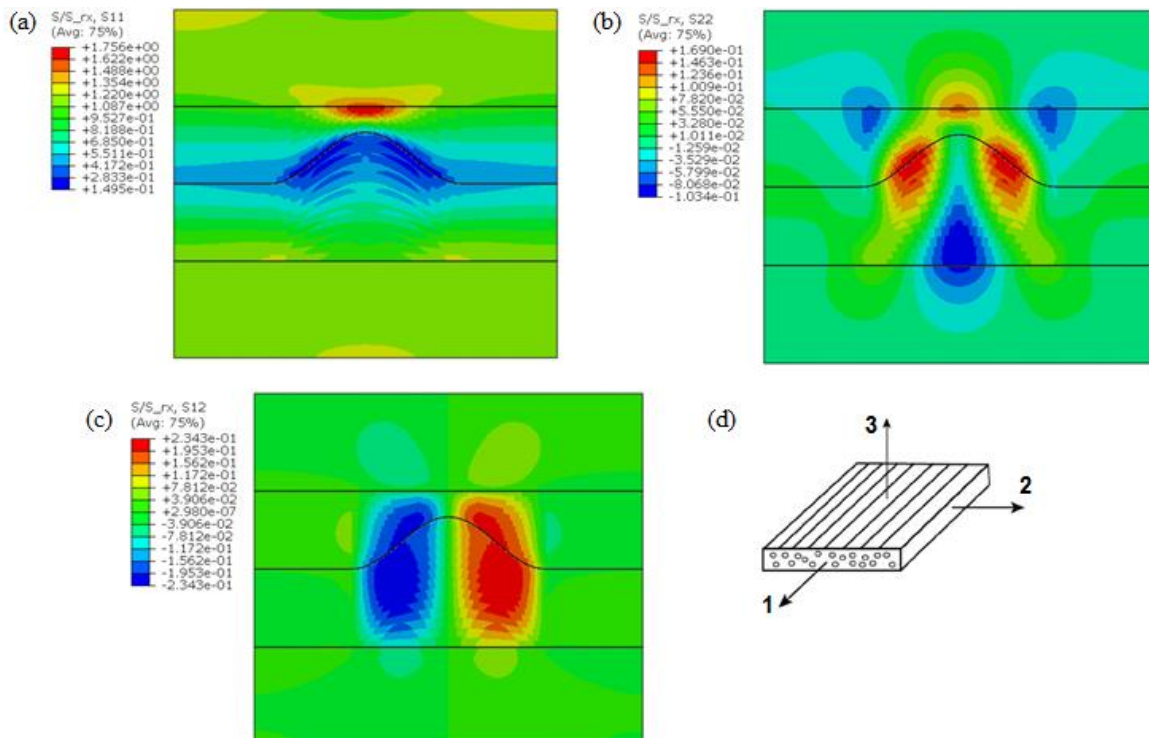 (a)
S/S_rx, S11
(Avg: 75%)
+1.756e+00
+1.622e+00
+1.488e+00
+1.354e+00
+1.220e+00
+1.087e+00
+9.527e-01
+8.188e-01
+6.850e-01
+5.511e-01
+4.172e-01
+2.833e-01
+1.495e-01
(b)
S/S_rx, S22
(Avg: 75%)
+1.690e-01
+1.463e-01
+1.236e-01
+1.009e-01
+7.820e-02
+5.550e-02
+3.280e-02
+1.011e-02
-1.259e-02
-3.529e-02
-5.799e-02
-8.068e-02
-1.034e-01
(c)
S/S_rx, S12
(Avg: 75%)
+2.343e-01
+1.953e-01
+1.562e-01
+1.172e-01
+7.812e-02
+3.906e-02
+2.980e-07
-3.906e-02
-7.812e-02
-1.172e-01
-1.562e-01
-1.953e-01
-2.343e-01
(d)
3
2
1